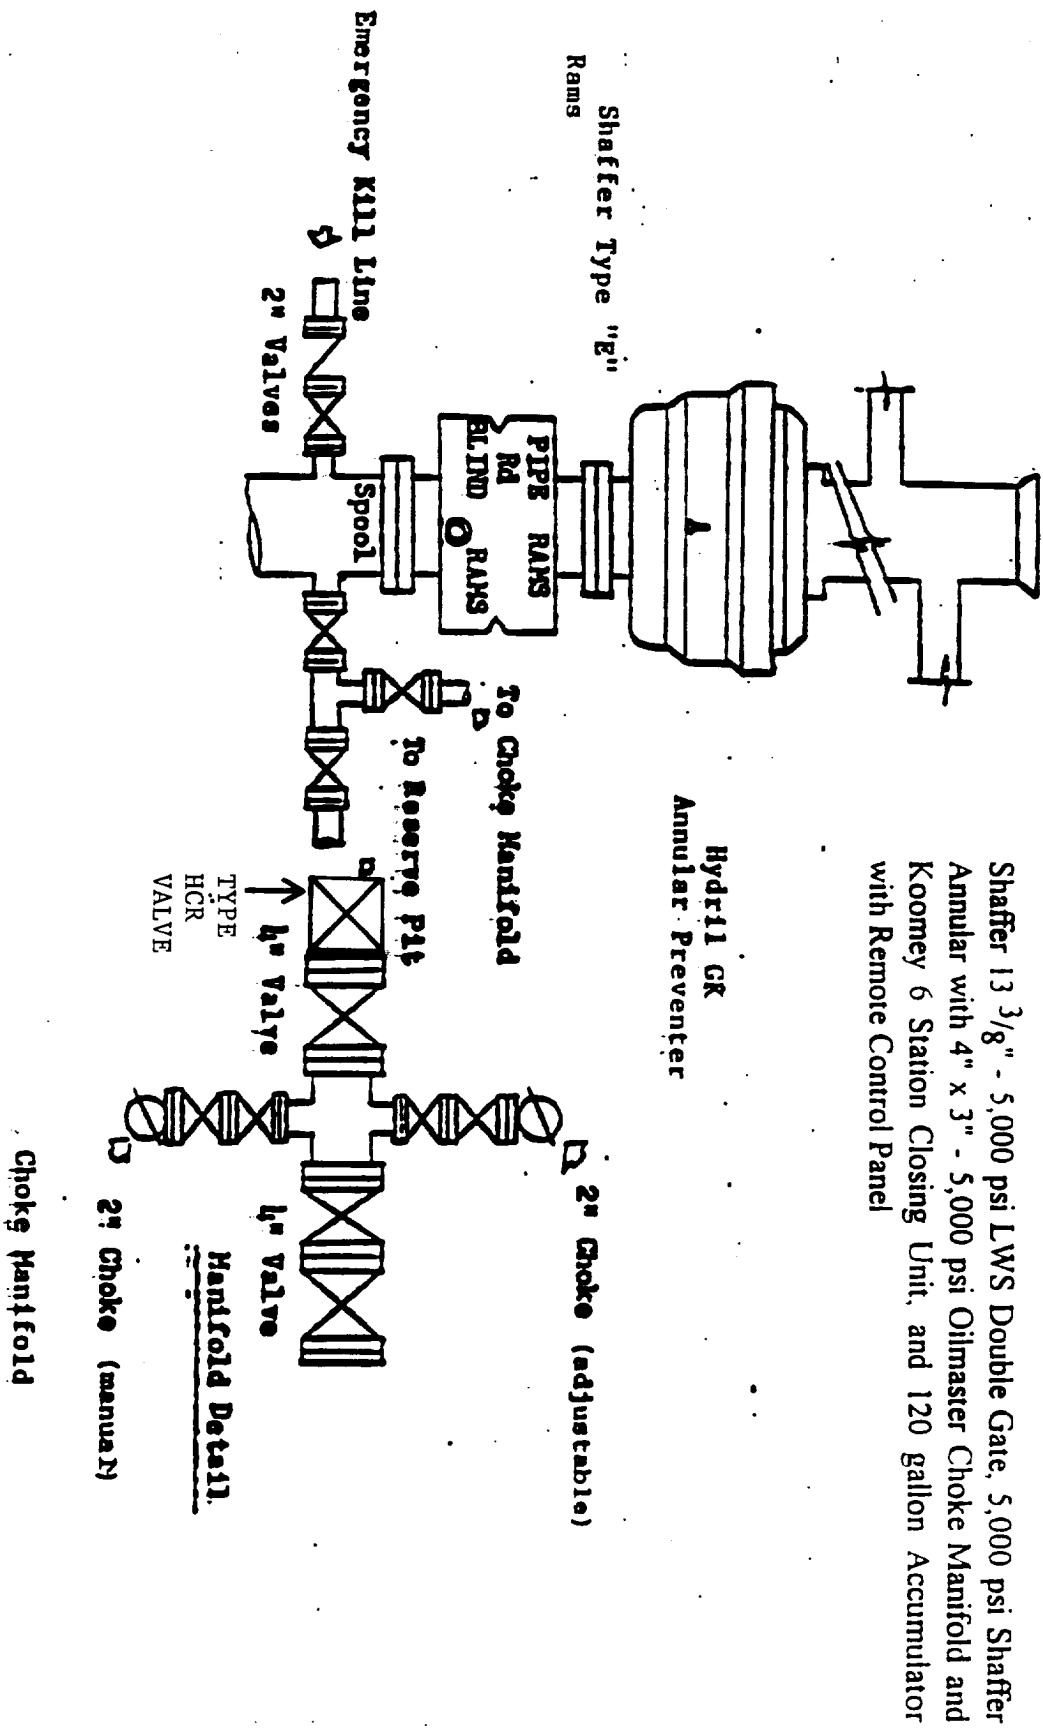 Shaffer 13 3/8" - 5,000 psi LWS Double Gate, 5,000 psi Shaffer
Annular with 4" x 3" - 5,000 psi Oilmaster Choke Manifold and
Koomey 6 Station Closing Unit, and 120 gallon Accumulator
with Remote Control Panel
Hydril GK
Annular Preventer
Shaffer Type "E"
Rams
PIPE RAMS
Rd
BLIND RAMS
Spool
Emergency Kill Line
2" Valves
To Choke Manifold
To Reserve Pit
TYPE
HCR
VALVE
4" Valve
2" Choke (adjustable)
4" Valve
Manifold Detail
2" Choke (manual)
Choke Manifold